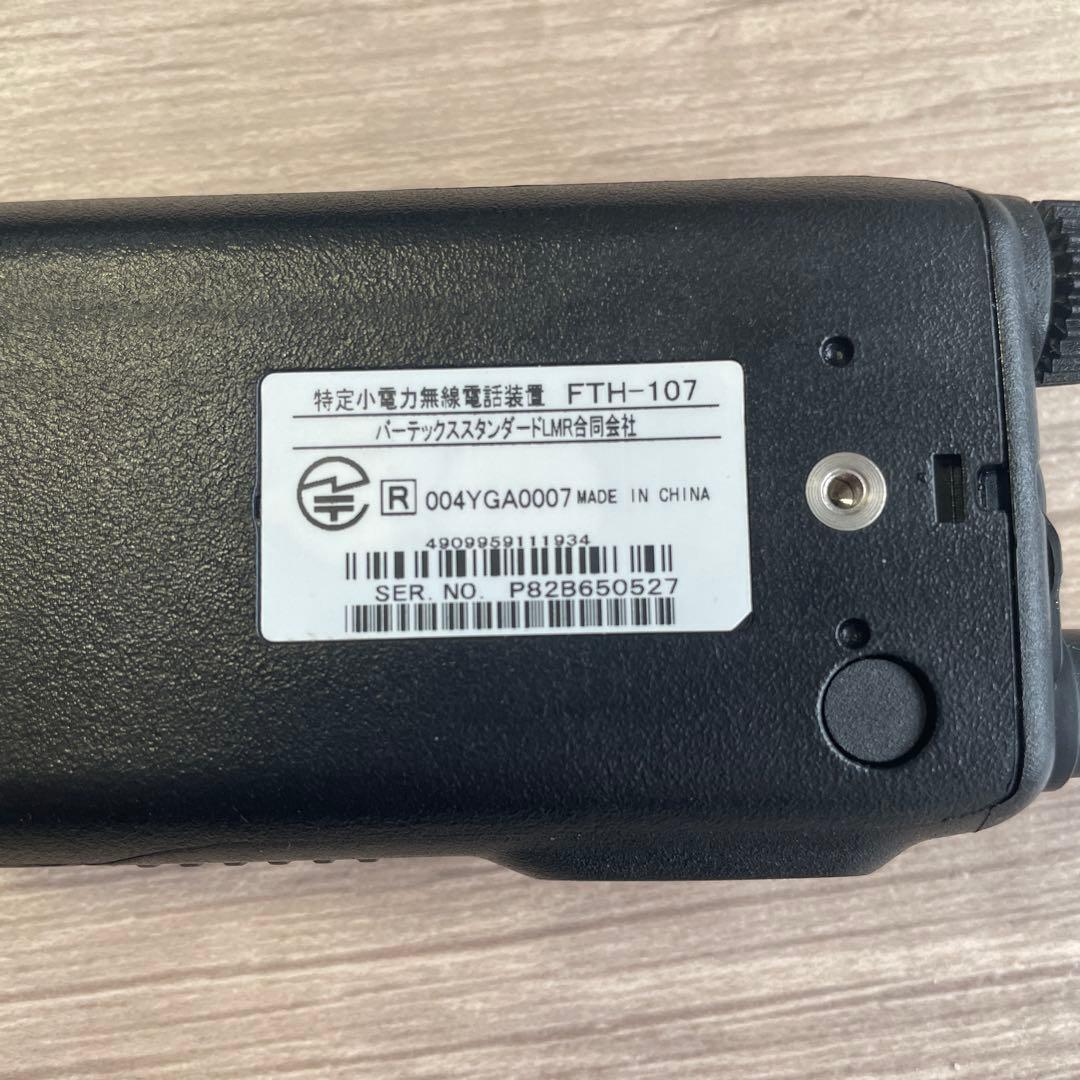 特定小電力無線電話装置 FTH-107
バーテックススタンダードLMR合同会社
R 004YGA0007 MADE IN CHINA
4909959111934
SER. NO. P82B650527